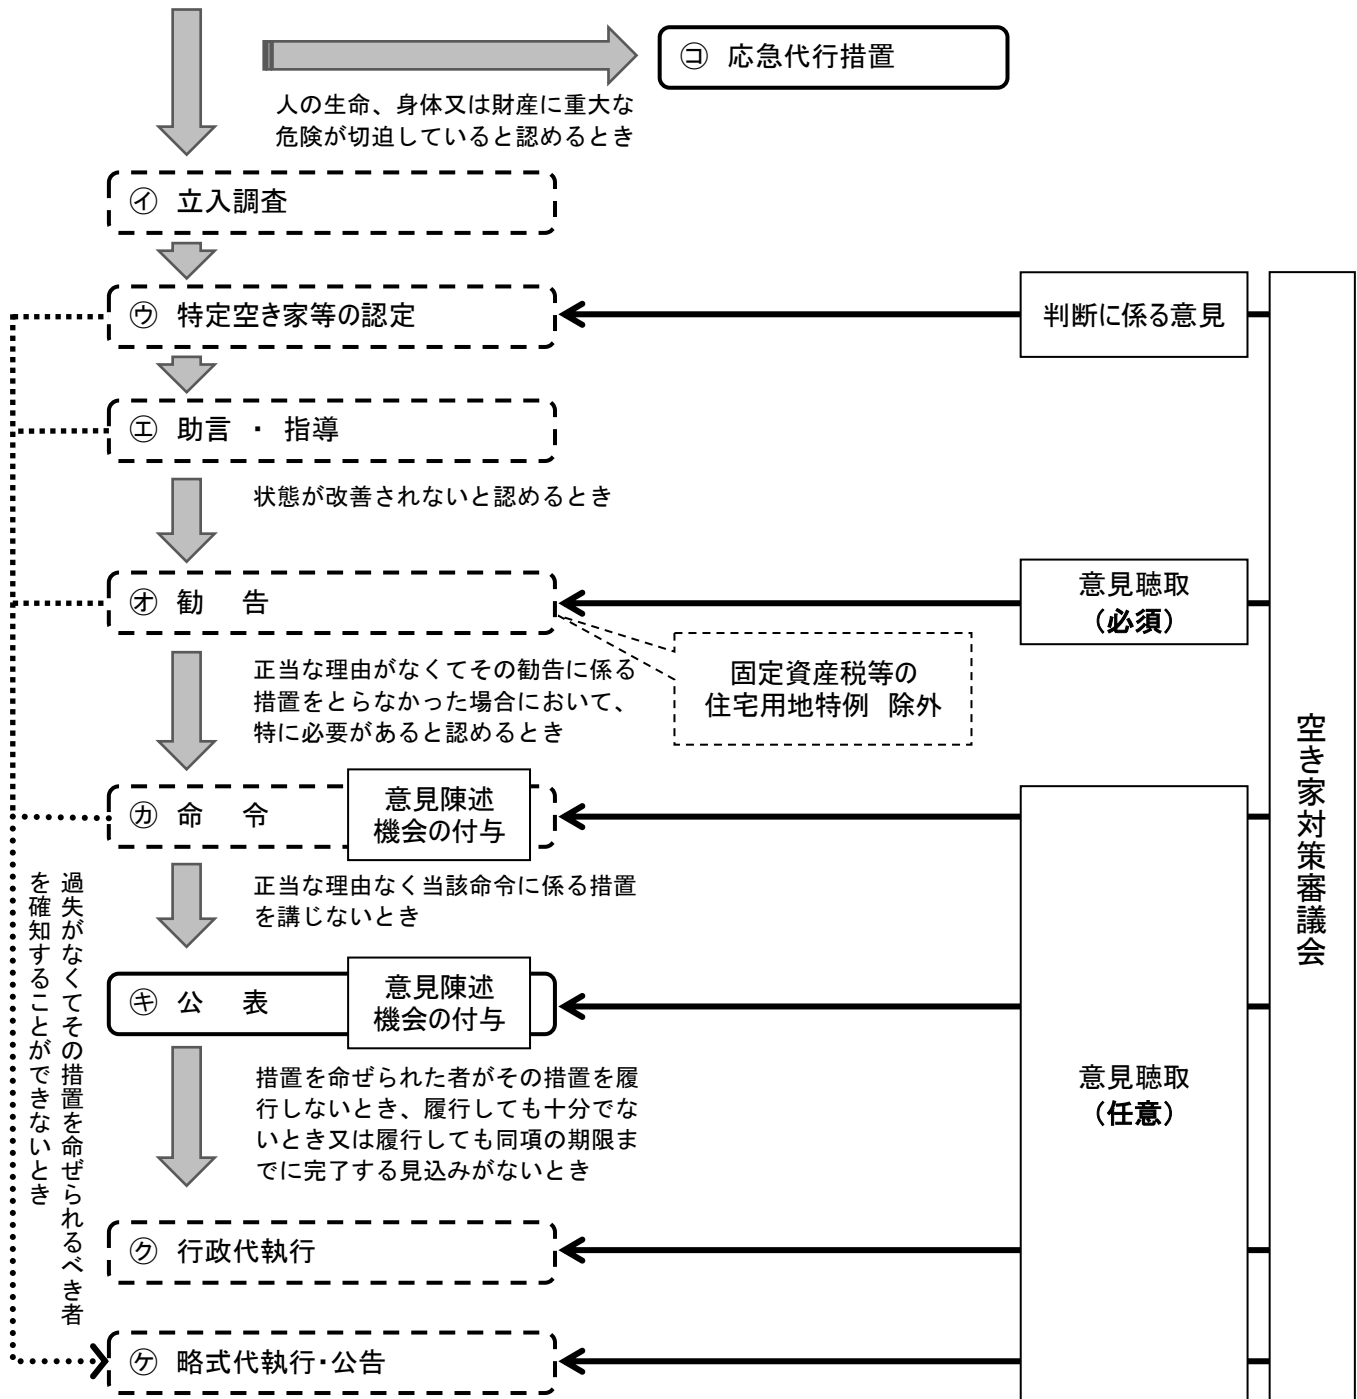 ㋙ 応急代行措置
人の生命、身体又は財産に重大な
危険が切迫していると認めるとき
㋑ 立入調査
㋒ 特定空き家等の認定
判断に係る意見
㋓ 助言 ・ 指導
状態が改善されないと認めるとき
㋔ 勧 告
意見聴取
（必須）
固定資産税等の
住宅用地特例 除外
正当な理由がなくてその勧告に係る
措置をとらなかった場合において、
特に必要があると認めるとき
㋕ 命 令
意見陳述
機会の付与
正当な理由なく当該命令に係る措置
を講じないとき
㋖ 公 表
意見陳述
機会の付与
措置を命ぜられた者がその措置を履
行しないとき、履行しても十分でな
いとき又は履行しても同項の期限ま
でに完了する見込みがないとき
意見聴取
（任意）
㋗ 行政代執行
㋘ 略式代執行・公告
過失がなくてその措置を命ぜられるべき者
を確知することができないとき
空き家対策審議会